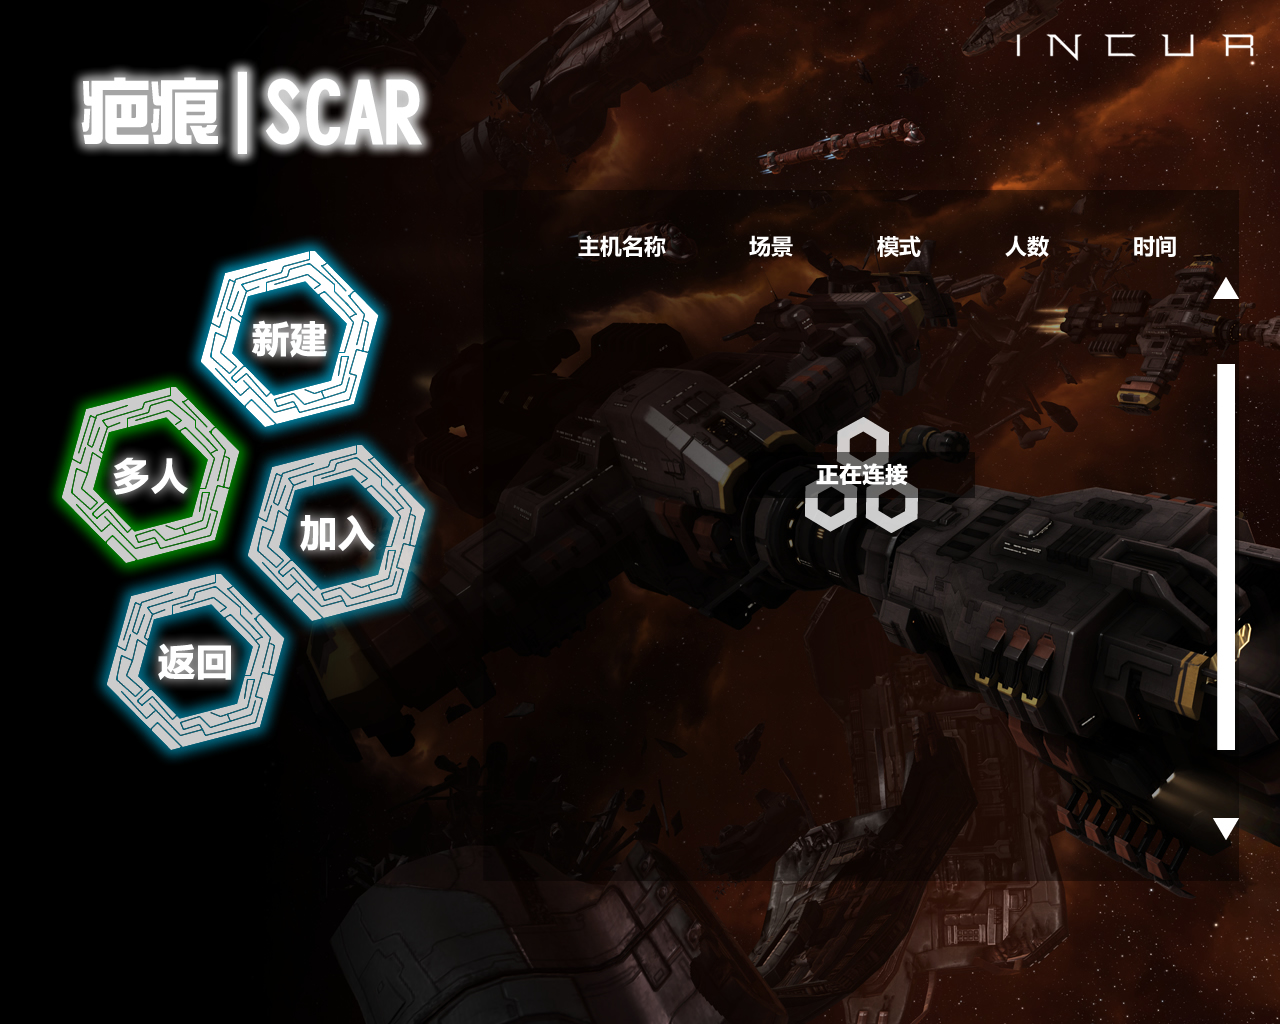 INCUR
疤痕|SCAR
主机名称 场景 模式 人数 时间
新建
多人
正在连接
加入
返回